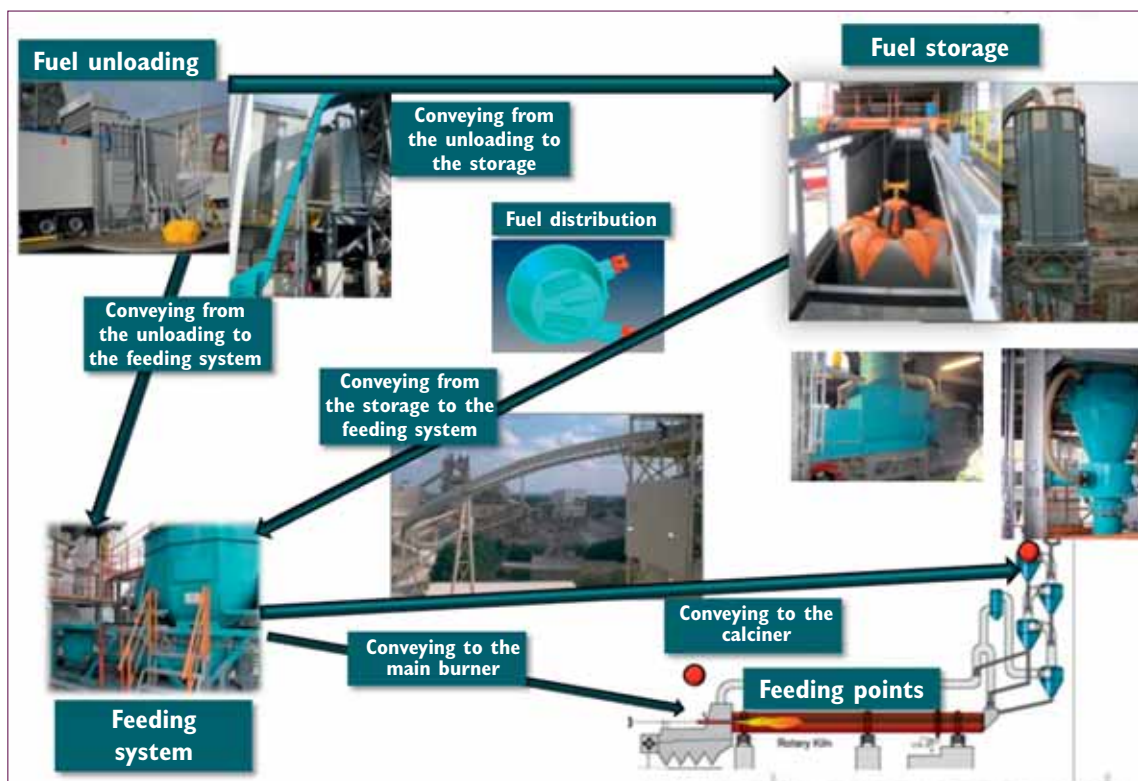 Fuel unloading
Fuel storage
Conveying from
the unloading to
the storage
Fuel distribution
Conveying from
the unloading to
the feeding system
Conveying from
the storage to the
feeding system
Conveying to the
calciner
Conveying to the
main burner
Feeding points
Feeding
system
Rotary Kiln